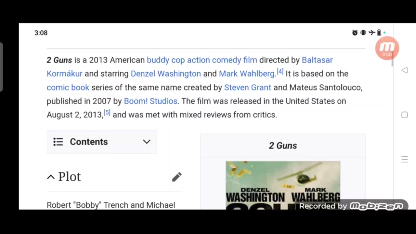 3:08
2 Guns is a 2013 American buddy cop action comedy film directed by Baltasar
Kormákur and starring Denzel Washington and Mark Wahlberg.[4] It is based on the
comic book series of the same name created by Steven Grant and Mateus Santolouco,
published in 2007 by Boom! Studios. The film was released in the United States on
August 2, 2013,[5] and was met with mixed reviews from critics.
Contents
2 Guns
Plot
DENZEL MARK
WASHINGTON WAHLBERG
Robert "Bobby" Trench and Michael
Recorded by mobizen